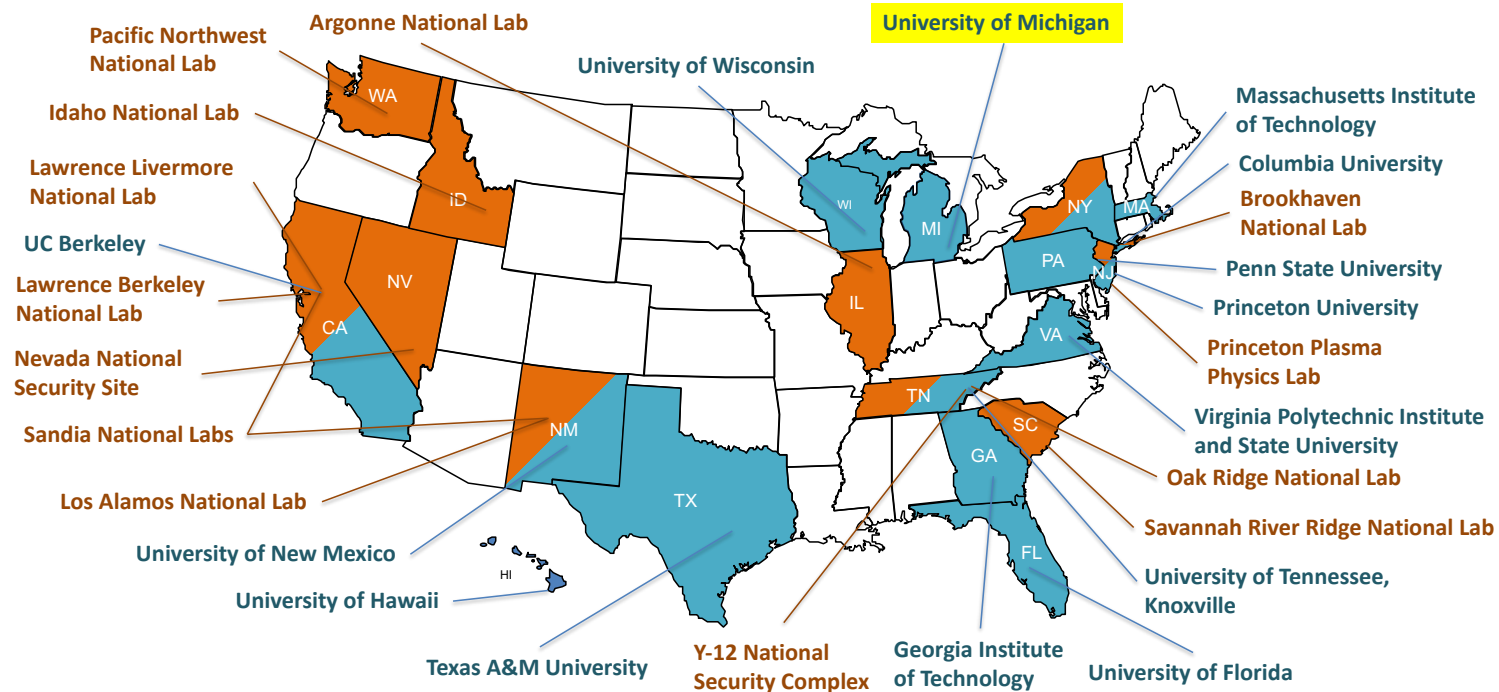 Argonne National Lab
University of Michigan
Pacific Northwest
National Lab
University of Wisconsin
Idaho National Lab
Massachusetts Institute
of Technology
Lawrence Livermore
National Lab
Columbia University
UC Berkeley
Brookhaven
National Lab
Lawrence Berkeley
National Lab
Penn State University
Princeton University
Nevada National
Security Site
Princeton Plasma
Physics Lab
Sandia National Labs
Virginia Polytechnic Institute
and State University
Los Alamos National Lab
Oak Ridge National Lab
University of New Mexico
Savannah River Ridge National Lab
University of Hawaii
University of Tennessee,
Knoxville
Texas A&M University
Y-12 National
Security Complex
Georgia Institute
of Technology
University of Florida
WA
ID
WI
MI
NY
MA
PA
NJ
NV
IL
CA
VA
TN
NM
SC
GA
TX
FL
HI